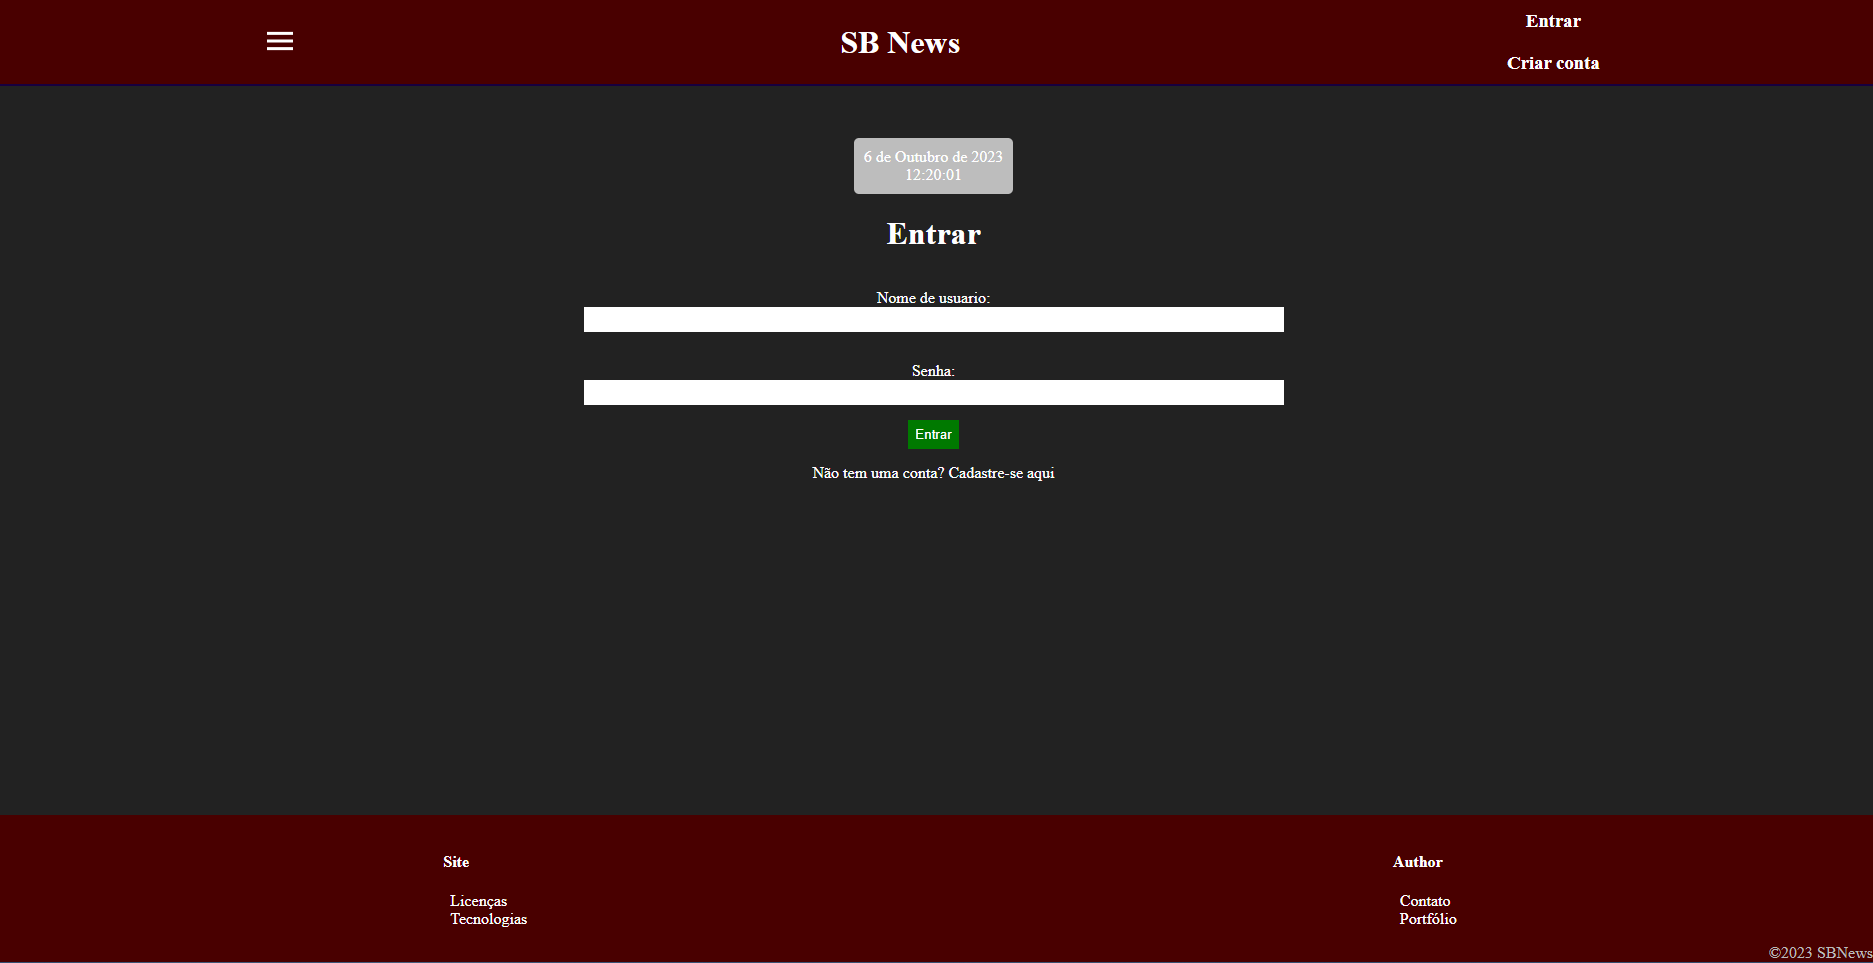 SB News
Entrar
Criar conta
6 de Outubro de 2023
12:20:01
Entrar
Nome de usuario:
Senha:
Entrar
Não tem uma conta? Cadastre-se aqui
Site
Licenças
Tecnologias
Author
Contato
Portfólio
©2023 SBNews